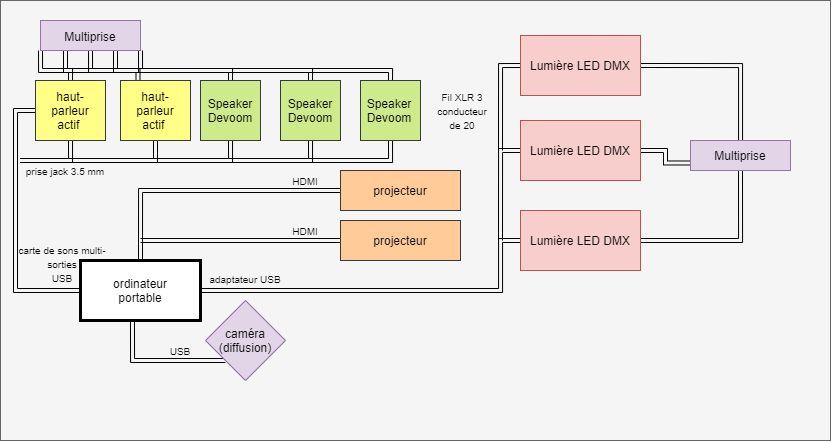 Multiprise
haut-
parleur
actif
haut-
parleur
actif
Speaker
Devoom
Speaker
Devoom
Speaker
Devoom
Fil XLR 3
conducteur
de 20
Lumière LED DMX
Lumière LED DMX
Lumière LED DMX
Multiprise
prise jack 3.5 mm
HDMI
projecteur
HDMI
projecteur
carte de sons multi-
sorties
USB
ordinateur
portable
adaptateur USB
caméra
(diffusion)
USB